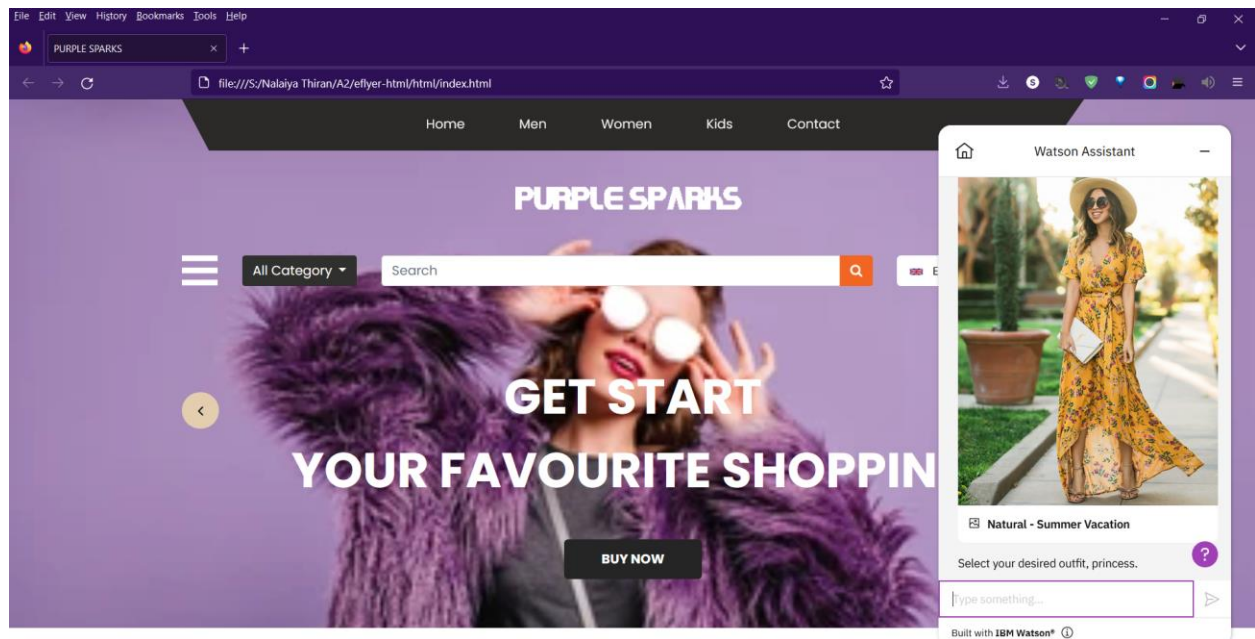 File Edit View History Bookmarks Tools Help
PURPLE SPARKS
file:///S:/Nalaiya Thiran/A2/eflyer-html/html/index.html
Home Men Women Kids Contact
PURPLE SPARKS
All Category Search E
GET START
YOUR FAVOURITE SHOPPIN
BUY NOW
Watson Assistant
Natural - Summer Vacation
Select your desired outfit, princess.
?
Type something...
Built with IBM Watson®